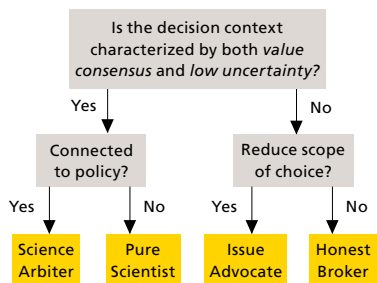 Is the decision context
characterized by both value
consensus and low uncertainty?
Yes
No
Connected
to policy?
Reduce scope
of choice?
Yes
No
Yes
No
Science
Arbiter
Pure
Scientist
Issue
Advocate
Honest
Broker